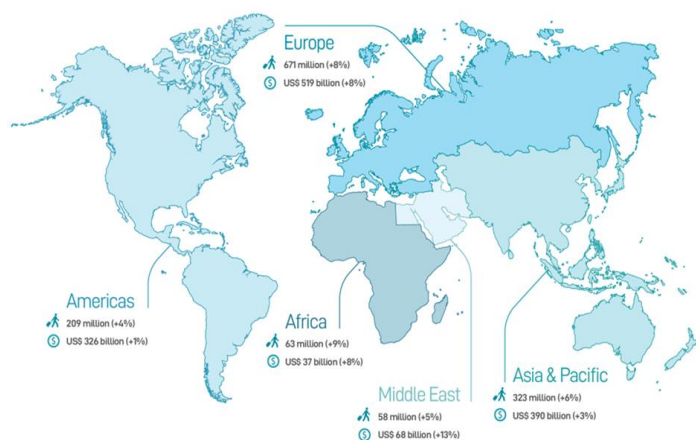 Europe
671 million (+8%)
US$ 519 billion (+8%)
Americas
209 million (+4%)
US$ 326 billion (+1%)
Africa
63 million (+9%)
US$ 37 billion (+8%)
Middle East
58 million (+5%)
US$ 68 billion (+13%)
Asia & Pacific
323 million (+6%)
US$ 390 billion (+3%)